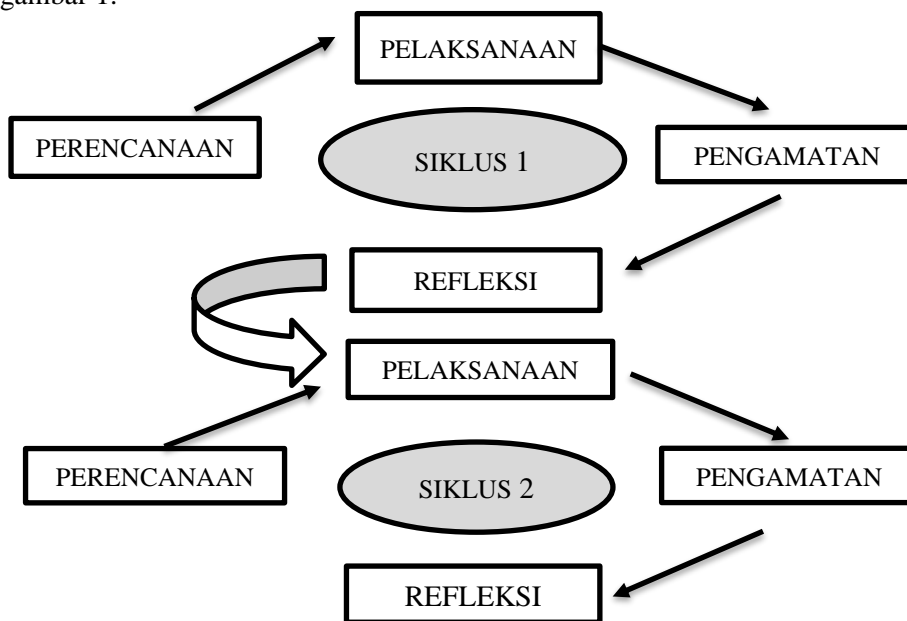 gambar 1.
PELAKSANAAN
PERENCANAAN
SIKLUS 1
PENGAMATAN
REFLEKSI
PELAKSANAAN
PERENCANAAN
SIKLUS 2
PENGAMATAN
REFLEKSI